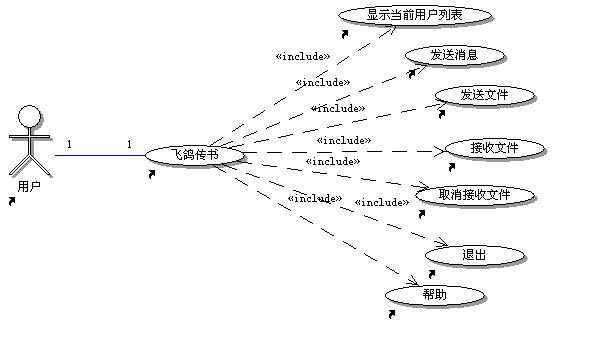 显示当前用户列表
«include»
发送消息
«include»
发送文件
«include»
接收文件
«include»
1
1
飞鸽传书
«include»
用户
取消接收文件
«include»
«include»
退出
帮助